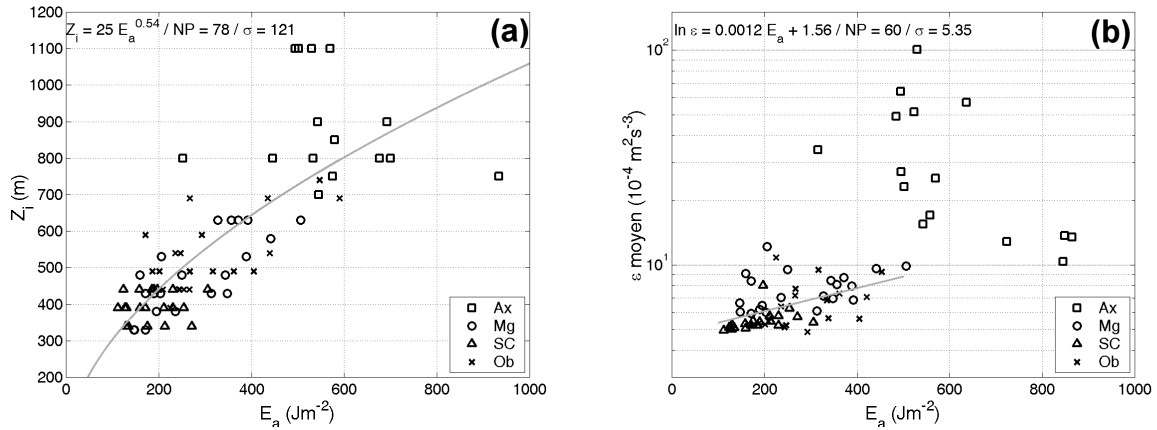 Z_i = 25 E_a^0.54 / NP = 78 / σ = 121
(a)
1100
1000
900
800
700
600
500
400
300
200
Z_i (m)
0
200
400
600
800
1000
E_a (Jm^-2)
Ax
Mg
SC
Ob
ln ε = 0.0012 E_a + 1.56 / NP = 60 / σ = 5.35
(b)
10^2
10^1
ε moyen (10^-4 m^2s^-3)
0
200
400
600
800
1000
E_a (Jm^-2)
Ax
Mg
SC
Ob